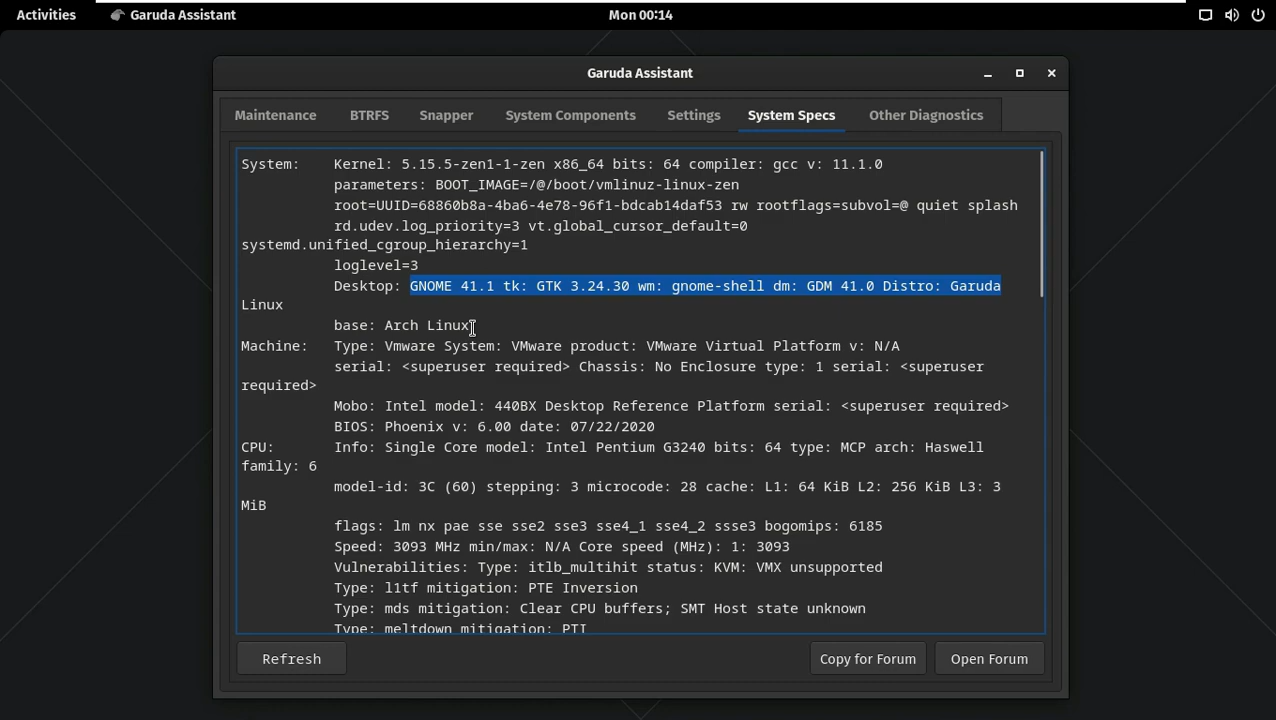 Activities
Garuda Assistant
Mon 00:14
Garuda Assistant
Maintenance
BTRFS
Snapper
System Components
Settings
System Specs
Other Diagnostics
System: Kernel: 5.15.5-zen1-1-zen x86_64 bits: 64 compiler: gcc v: 11.1.0
parameters: BOOT_IMAGE=/@/boot/vmlinuz-linux-zen
root=UUID=68860b8a-4ba6-4e78-96f1-bdcab14daf53 rw rootflags=subvol=@ quiet splash
rd.udev.log_priority=3 vt.global_cursor_default=0
systemd.unified_cgroup_hierarchy=1
loglevel=3
Desktop: GNOME 41.1 tk: GTK 3.24.30 wm: gnome-shell dm: GDM 41.0 Distro: Garuda
Linux
base: Arch Linux
Machine: Type: Vmware System: VMware product: VMware Virtual Platform v: N/A
serial: <superuser required> Chassis: No Enclosure type: 1 serial: <superuser
required>
Mobo: Intel model: 440BX Desktop Reference Platform serial: <superuser required>
BIOS: Phoenix v: 6.00 date: 07/22/2020
CPU: Info: Single Core model: Intel Pentium G3240 bits: 64 type: MCP arch: Haswell
family: 6
model-id: 3C (60) stepping: 3 microcode: 28 cache: L1: 64 KiB L2: 256 KiB L3: 3
MiB
flags: lm nx pae sse sse2 sse3 sse4_1 sse4_2 ssse3 bogomips: 6185
Speed: 3093 MHz min/max: N/A Core speed (MHz): 1: 3093
Vulnerabilities: Type: itlb_multihit status: KVM: VMX unsupported
Type: l1tf mitigation: PTE Inversion
Type: mds mitigation: Clear CPU buffers; SMT Host state unknown
Type: meltdown mitigation: PTI
Refresh
Copy for Forum
Open Forum